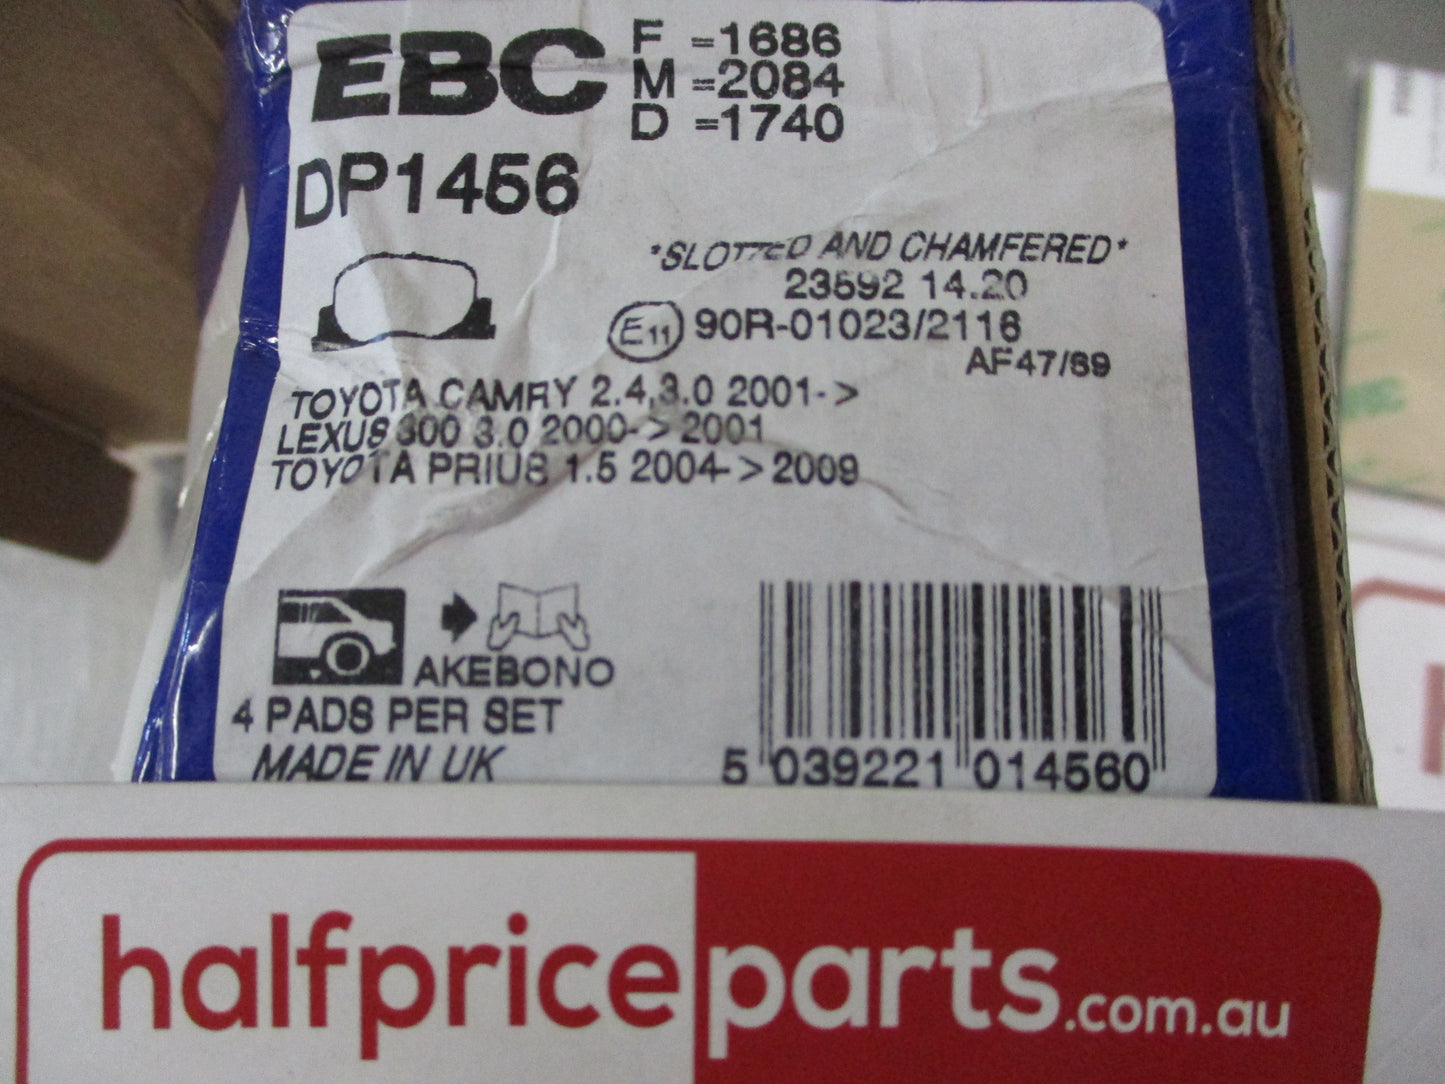 EBC
F =1686
M =2084
D =1740
DP1456
*SLOTTED AND CHAMFERED*
23592 14.20
E11 90R-01023/2116
AF47/69
TOYOTA CAMRY 2.4,3.0 2001->
LEXUS 300 3.0 2000->2001
TOYOTA PRIUS 1.5 2004->2009
AKEBONO
4 PADS PER SET
MADE IN UK
5 039221 014560
halfpriceparts.com.au